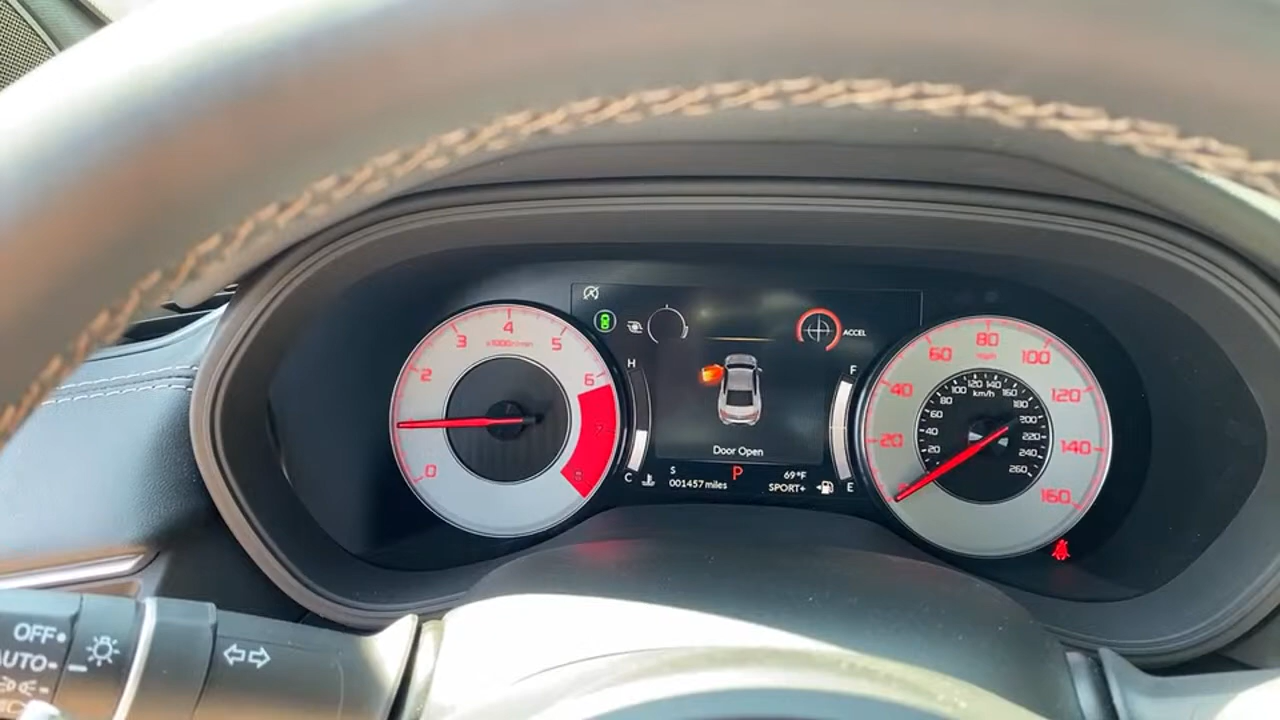 0
2
3
4
5
6
7
x1000r/min
H
C
ACCEL
F
E
Door Open
S
P
001457 miles
69°F
SPORT+
20
40
60
80
100
120
140
160
mph
km/h
20
40
60
80
100
120
140
160
180
200
220
240
260
OFF
AUTO